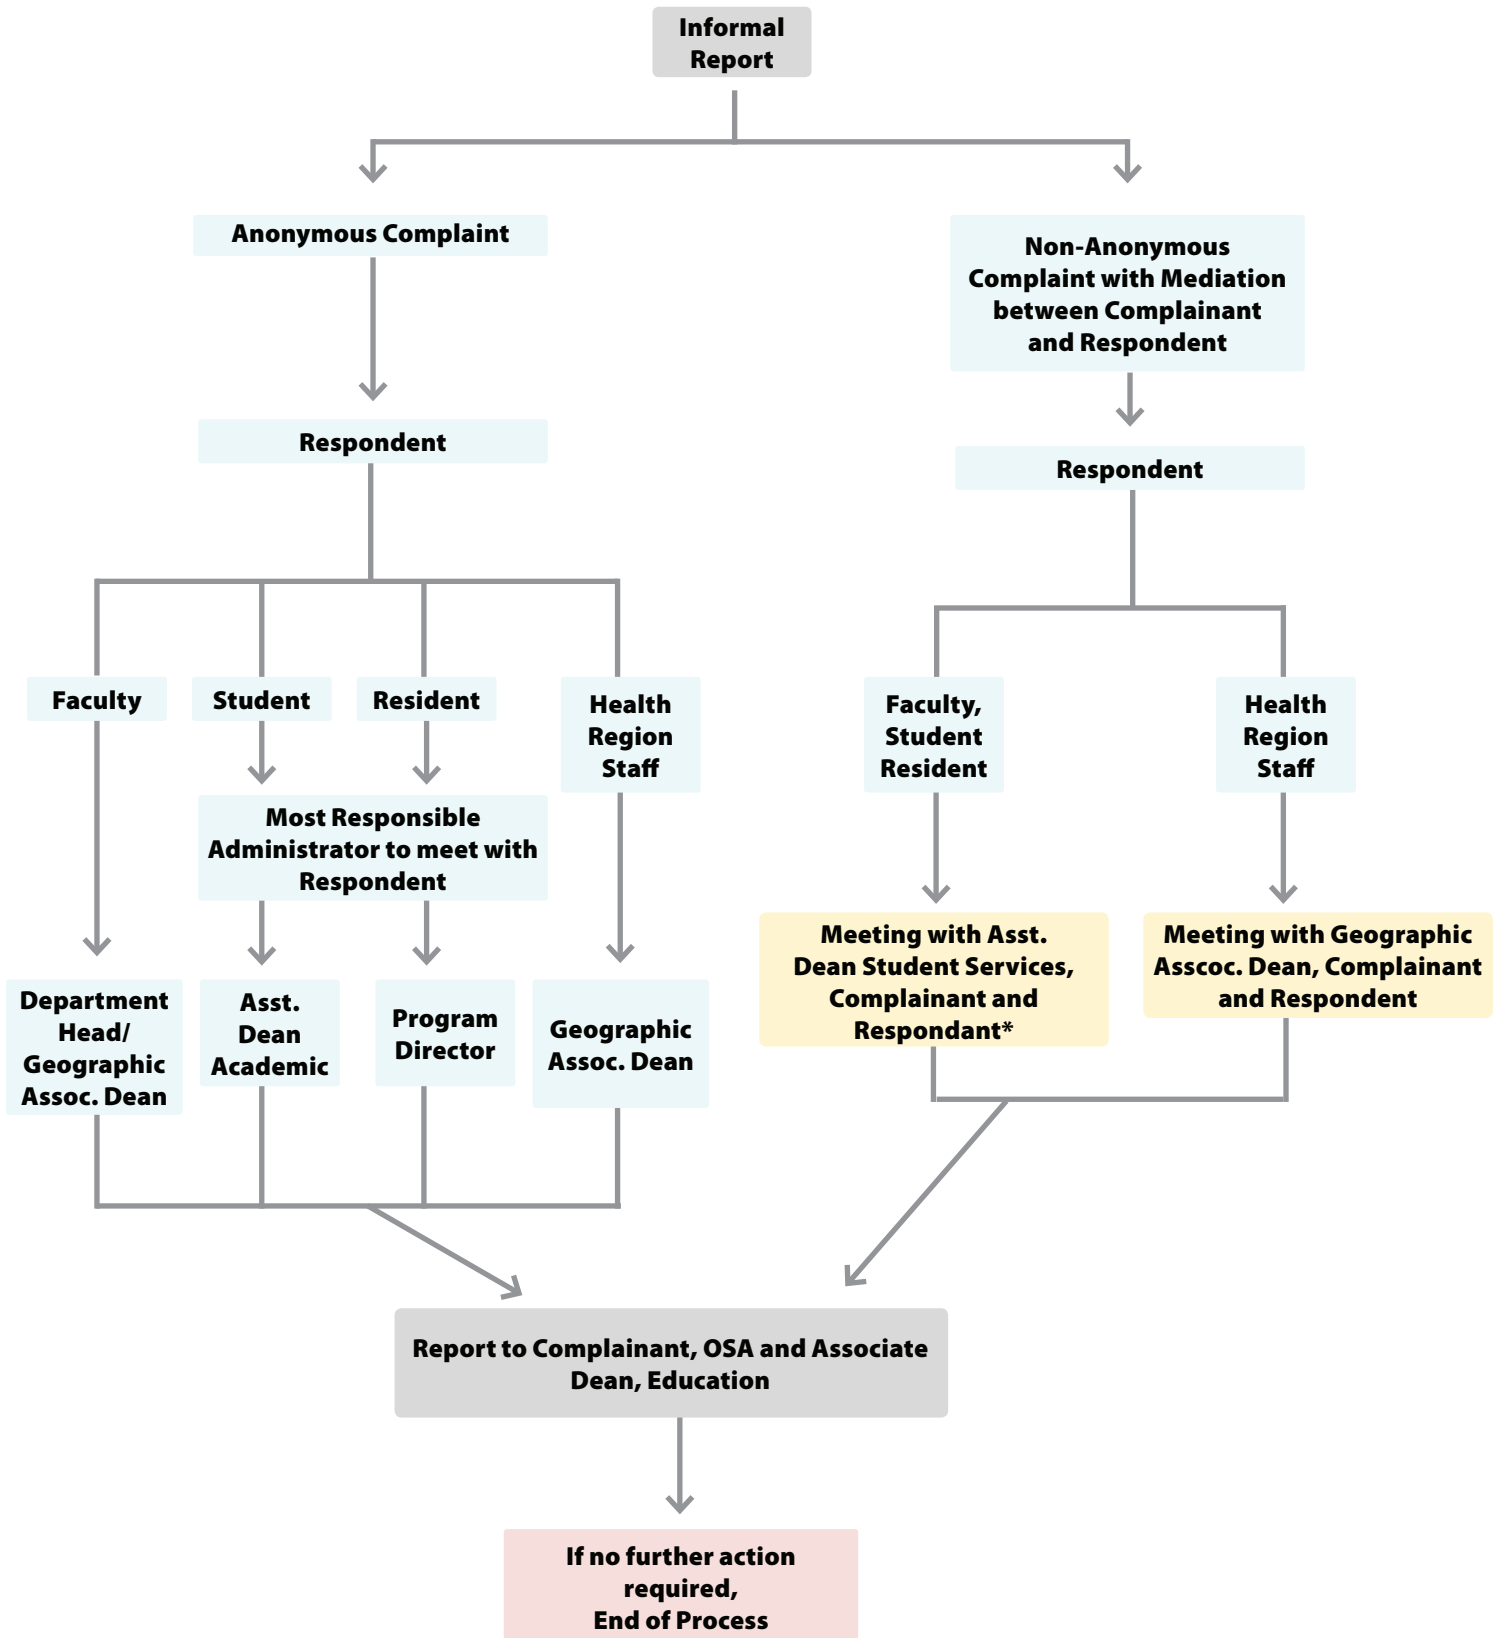 Informal
Report
Anonymous Complaint
Non-Anonymous
Complaint with Mediation
between Complainant
and Respondent
Respondent
Respondent
Faculty
Student
Resident
Health
Region
Staff
Faculty,
Student
Resident
Health
Region
Staff
Most Responsible
Administrator to meet with
Respondent
Department
Head/
Geographic
Assoc. Dean
Asst.
Dean
Academic
Program
Director
Geographic
Assoc. Dean
Meeting with Asst.
Dean Student Services,
Complainant and
Respondant*
Meeting with Geographic
Asscoc. Dean, Complainant
and Respondent
Report to Complainant, OSA and Associate
Dean, Education
If no further action
required,
End of Process